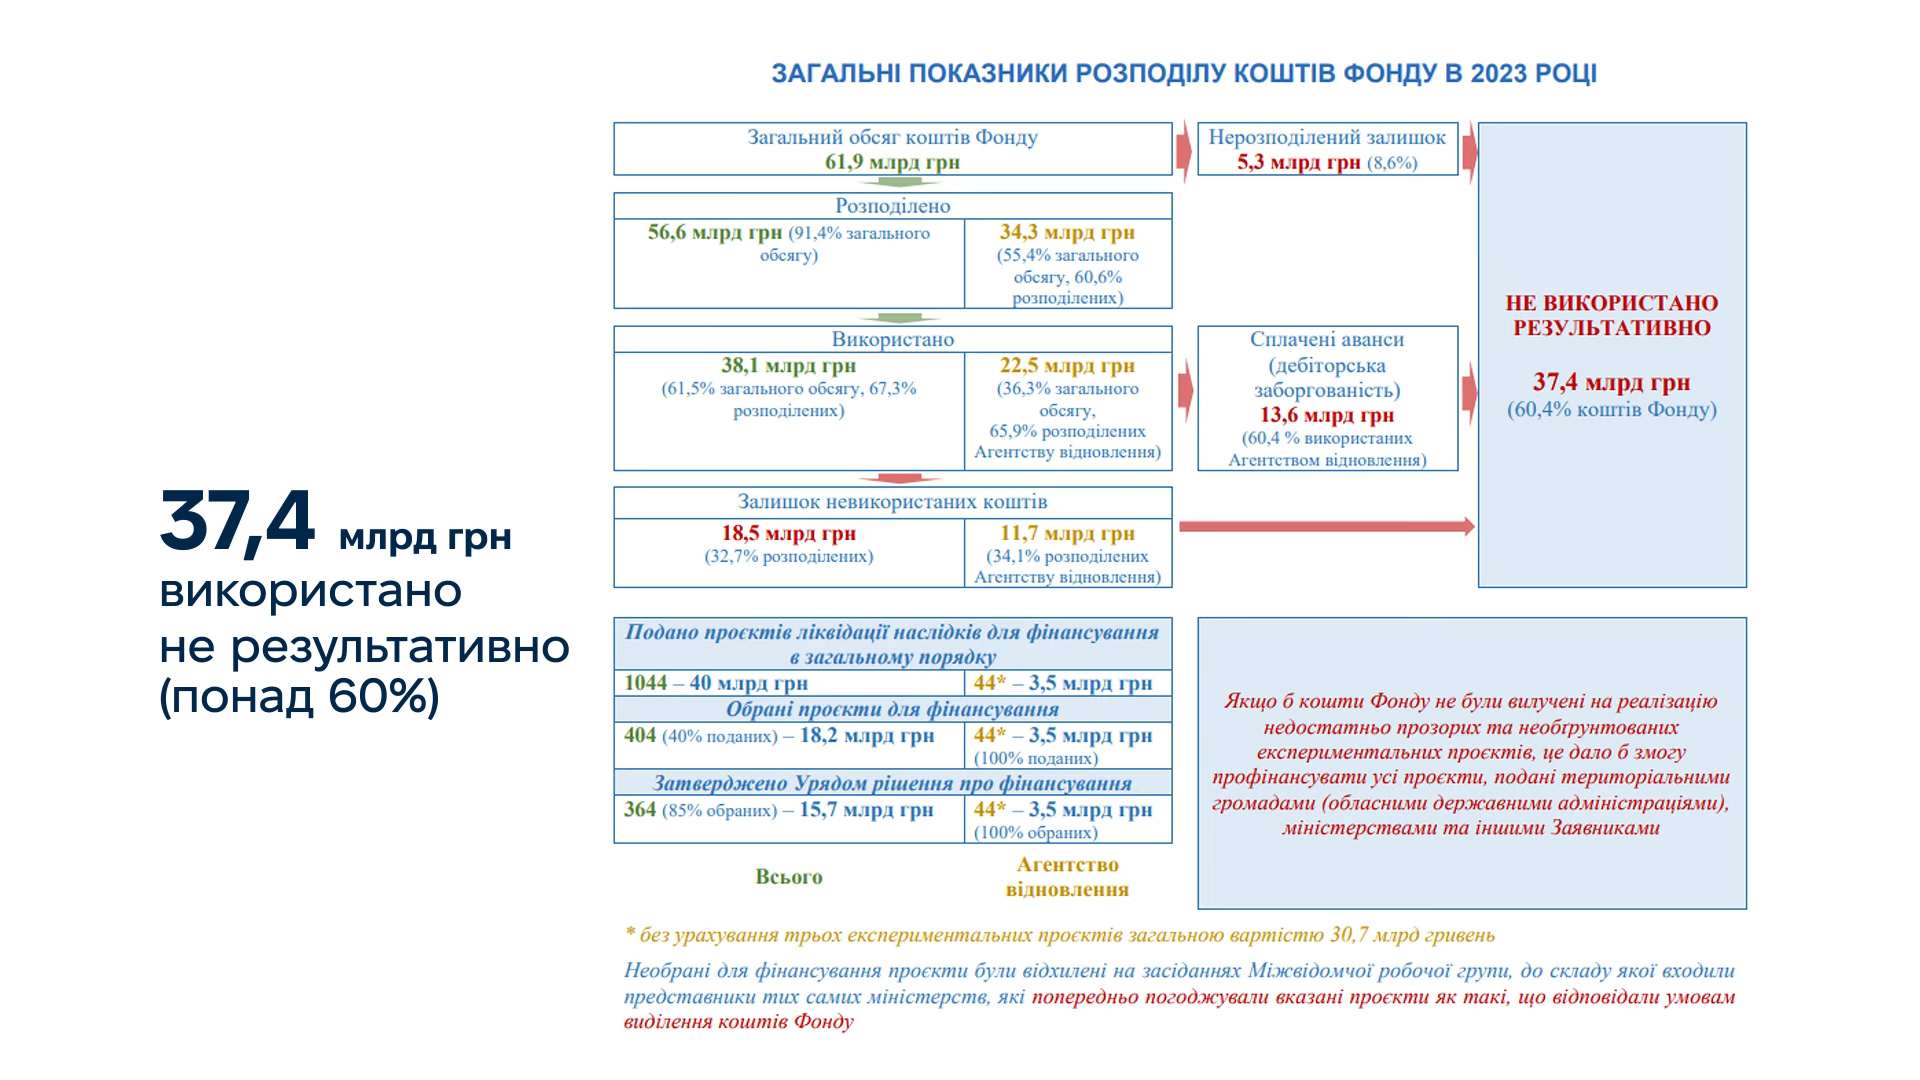 ЗАГАЛЬНІ ПОКАЗНИКИ РОЗПОДІЛУ КОШТІВ ФОНДУ В 2023 РОЦІ
37,4 млрд грн
використано
не результативно
(понад 60%)
Загальний обсяг коштів Фонду
61,9 млрд грн
Нерозподілений залишок
5,3 млрд грн (8,6%)
Розподілено
56,6 млрд грн (91,4% загального
обсягу)
34,3 млрд грн
(55,4% загального
обсягу, 60,6%
розподілених)
Використано
38,1 млрд грн
(61,5% загального обсягу, 67,3%
розподілених)
22,5 млрд грн
(36,3% загального
обсягу,
65,9% розподілених
Агентству відновлення)
Сплачені аванси
(дебіторська
заборгованість)
13,6 млрд грн
(60,4 % використаних
Агентством відновлення)
НЕ ВИКОРИСТАНО
РЕЗУЛЬТАТИВНО
37,4 млрд грн
(60,4% коштів Фонду)
Залишок невикористаних коштів
18,5 млрд грн
(32,7% розподілених)
11,7 млрд грн
(34,1% розподілених
Агентству відновлення)
Подано проєктів ліквідації наслідків для фінансування
в загальному порядку
1044 – 40 млрд грн
44* – 3,5 млрд грн
Обрані проєкти для фінансування
404 (40% поданих) – 18,2 млрд грн
44* – 3,5 млрд грн
(100% поданих)
Затверджено Урядом рішення про фінансування
364 (85% обраних) – 15,7 млрд грн
44* – 3,5 млрд грн
(100% обраних)
Всього
Агентство
відновлення
Якщо б кошти Фонду не були вилучені на реалізацію
недостатньо прозорих та необґрунтованих
експериментальних проєктів, це дало б змогу
профінансувати усі проєкти, подані територіальними
громадами (обласними державними адміністраціями),
міністерствами та іншими Заявниками
* без урахування трьох експериментальних проєктів загальною вартістю 30,7 млрд гривень
Необрані для фінансування проєкти були відхилені на засіданнях Міжвідомчої робочої групи, до складу якої входили
представники тих самих міністерств, які попередньо погоджували вказані проєкти як такі, що відповідали умовам
виділення коштів Фонду